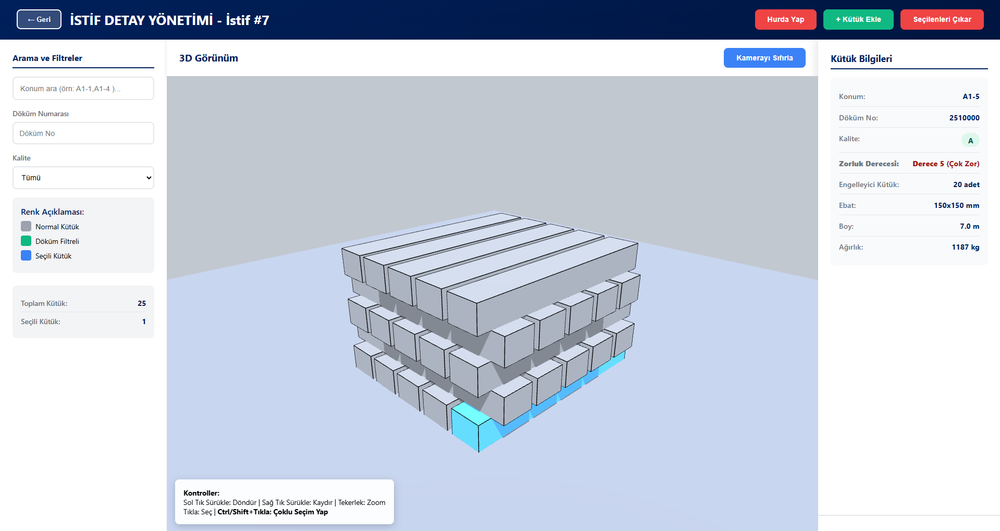 ← Geri
İSTİF DETAY YÖNETİMİ - İstif #7
Hurda Yap
+ Kütük Ekle
Seçilenleri Çıkar
Arama ve Filtreler
Konum ara (örn: A1-1,A1-4 )...
Döküm Numarası
Döküm No
Kalite
Tümü
Renk Açıklaması:
Normal Kütük
Döküm Filtreli
Seçili Kütük
Toplam Kütük: 25
Seçili Kütük: 1
3D Görünüm
Kamerayı Sıfırla
Kontroller:
Sol Tık Sürükle: Döndür | Sağ Tık Sürükle: Kaydır | Tekerlek: Zoom
Tıkla: Seç | Ctrl/Shift+Tıkla: Çoklu Seçim Yap
Kütük Bilgileri
Konum: A1-5
Döküm No: 2510000
Kalite: A
Zorluk Derecesi: Derece 5 (Çok Zor)
Engelleyici Kütük: 20 adet
Ebat: 150x150 mm
Boy: 7.0 m
Ağırlık: 1187 kg